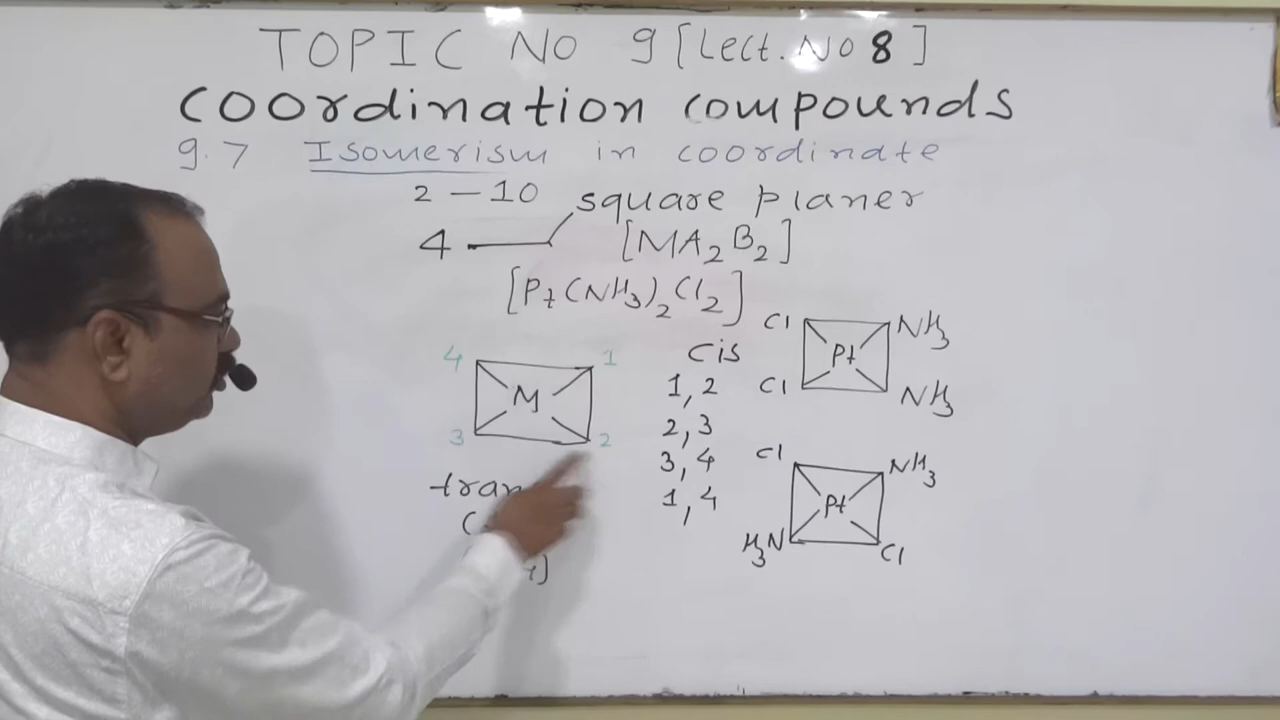 TOPIC NO 9 [Lect. NO 8]
Coordination compounds
9.7 Isomerism in coordinate
2 — 10 square planer
4 — [MA₂B₂]
[Pt(NH₃)₂Cl₂]
Cl NH₃
Pt
Cl NH₃
4 1
M
3 2
cis
1,2
2,3
3,4
1,4
Cl NH₃
Pt
H₃N Cl